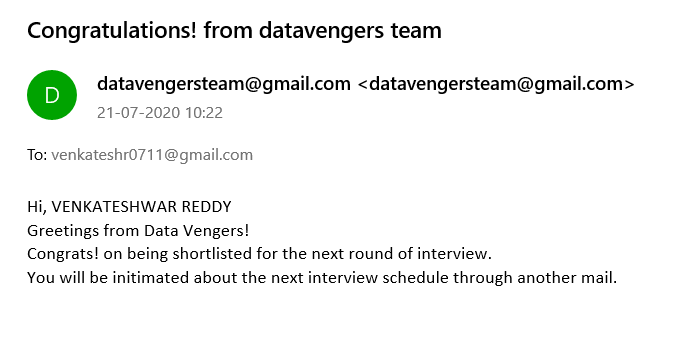 Congratulations! from datavengers team
D
datavengersteam@gmail.com <datavengersteam@gmail.com>
21-07-2020 10:22
To: venkateshr0711@gmail.com
Hi, VENKATESHWAR REDDY
Greetings from Data Vengers!
Congrats! on being shortlisted for the next round of interview.
You will be initimated about the next interview schedule through another mail.